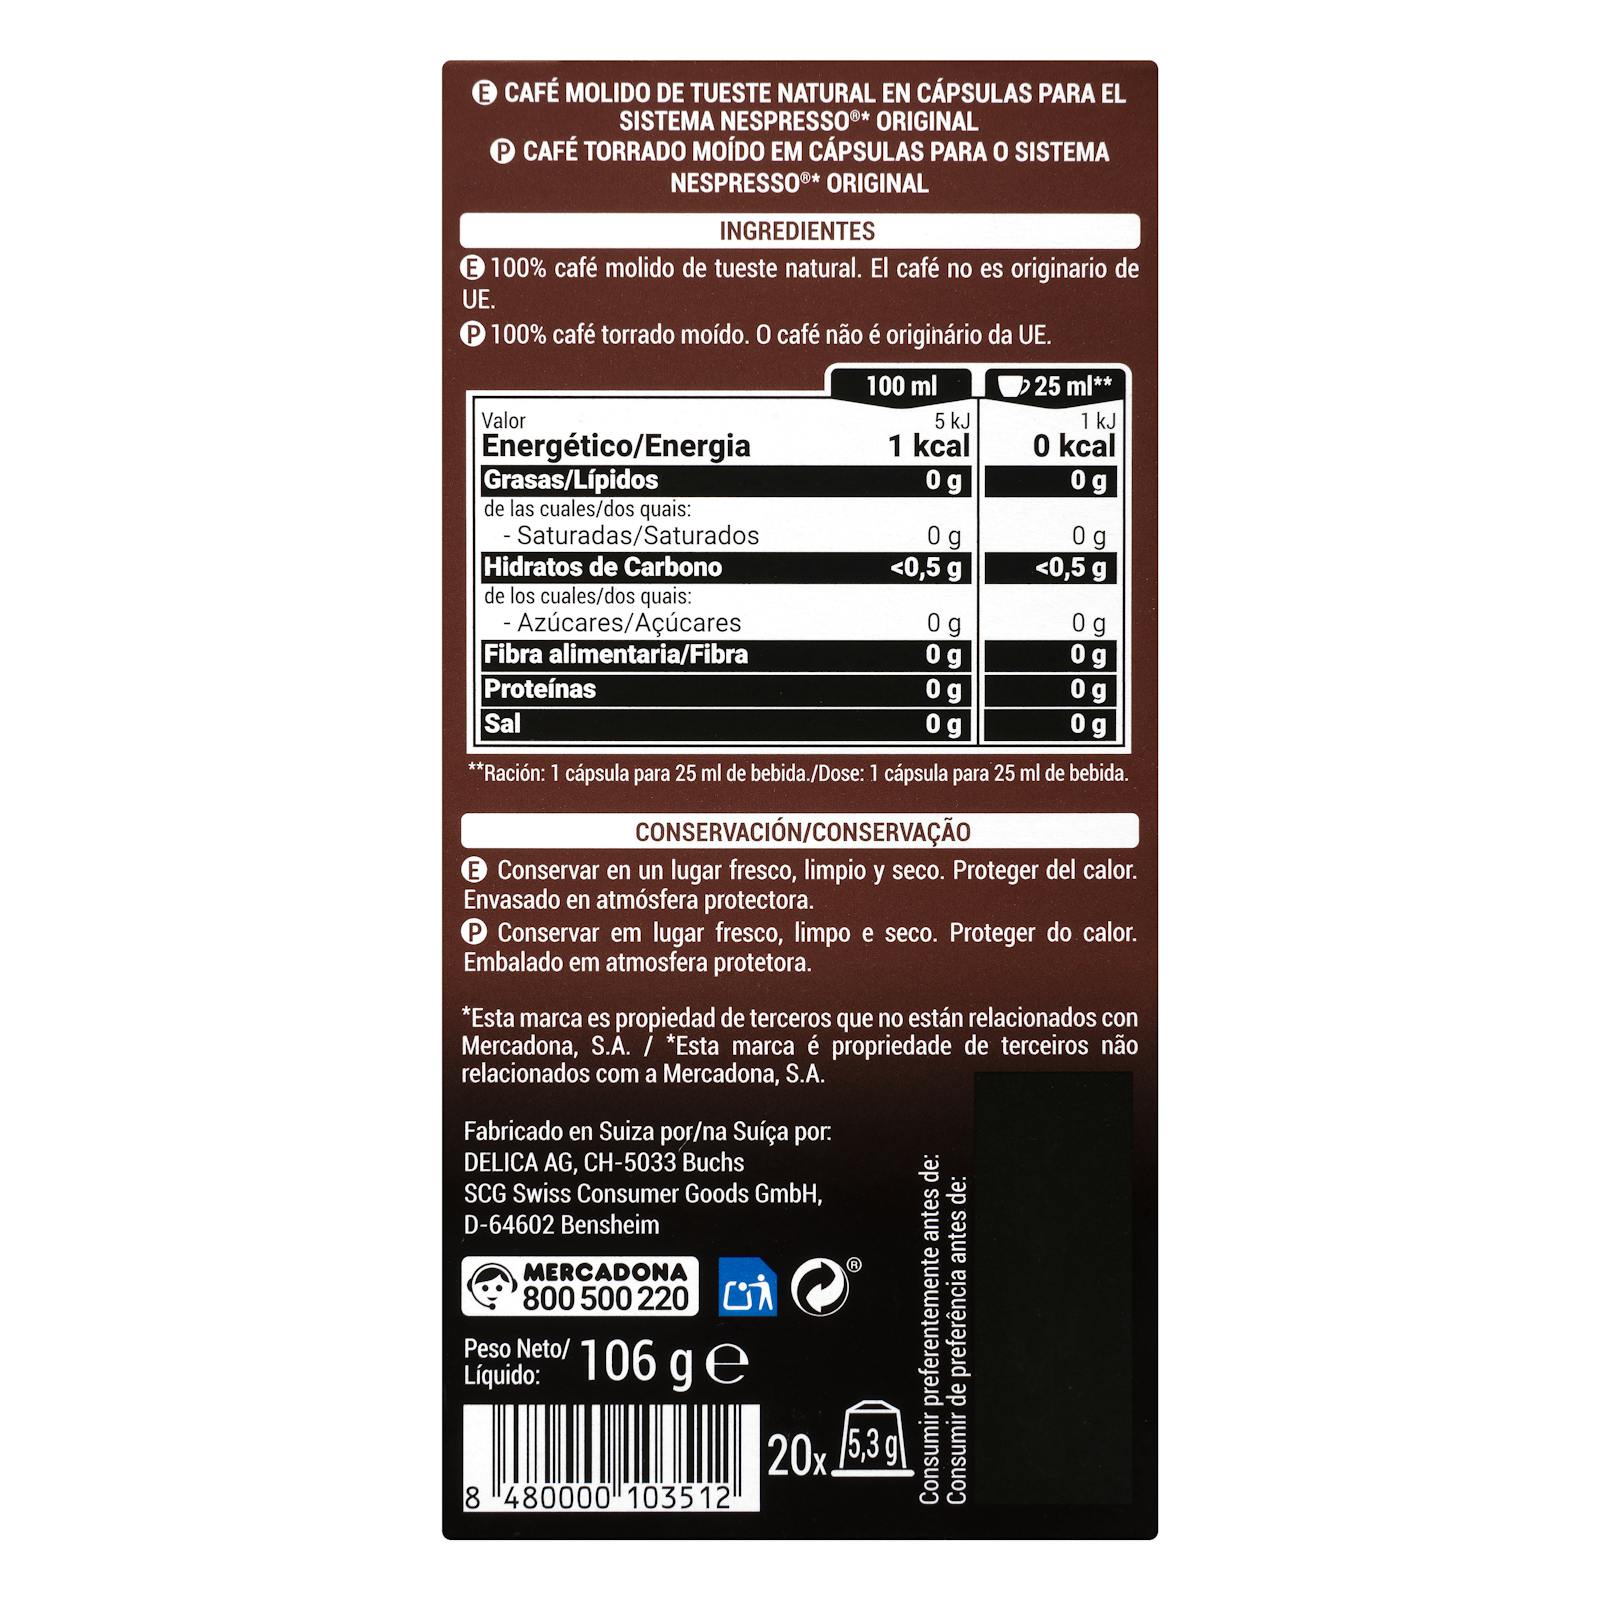 E CAFÉ MOLIDO DE TUESTE NATURAL EN CÁPSULAS PARA EL
SISTEMA NESPRESSO®* ORIGINAL
P CAFÉ TORRADO MOÍDO EM CÁPSULAS PARA O SISTEMA
NESPRESSO®* ORIGINAL
INGREDIENTES
E 100% café molido de tueste natural. El café no es originario de
UE.
P 100% café torrado moído. O café não é originário da UE.
100 ml 25 ml**
Valor 5 kJ 1 kJ
Energético/Energia 1 kcal 0 kcal
Grasas/Lípidos 0 g 0 g
de las cuales/dos quais:
- Saturadas/Saturados 0 g 0 g
Hidratos de Carbono <0,5 g <0,5 g
de los cuales/dos quais:
- Azúcares/Açúcares 0 g 0 g
Fibra alimentaria/Fibra 0 g 0 g
Proteínas 0 g 0 g
Sal 0 g 0 g
**Ración: 1 cápsula para 25 ml de bebida./Dose: 1 cápsula para 25 ml de bebida.
CONSERVACIÓN/CONSERVAÇÃO
E Conservar en un lugar fresco, limpio y seco. Proteger del calor.
Envasado en atmósfera protectora.
P Conservar em lugar fresco, limpo e seco. Proteger do calor.
Embalado em atmosfera protetora.
*Esta marca es propiedad de terceros que no están relacionados con
Mercadona, S.A. / *Esta marca é propriedade de terceiros não
relacionados com a Mercadona, S.A.
Fabricado en Suiza por/na Suíça por:
DELICA AG, CH-5033 Buchs
SCG Swiss Consumer Goods GmbH,
D-64602 Bensheim
MERCADONA
800 500 220
®
Peso Neto/
Líquido: 106 g e
8 480000 103512
20x 5,3 g
Consumir preferentemente antes de:
Consumir de preferência antes de: